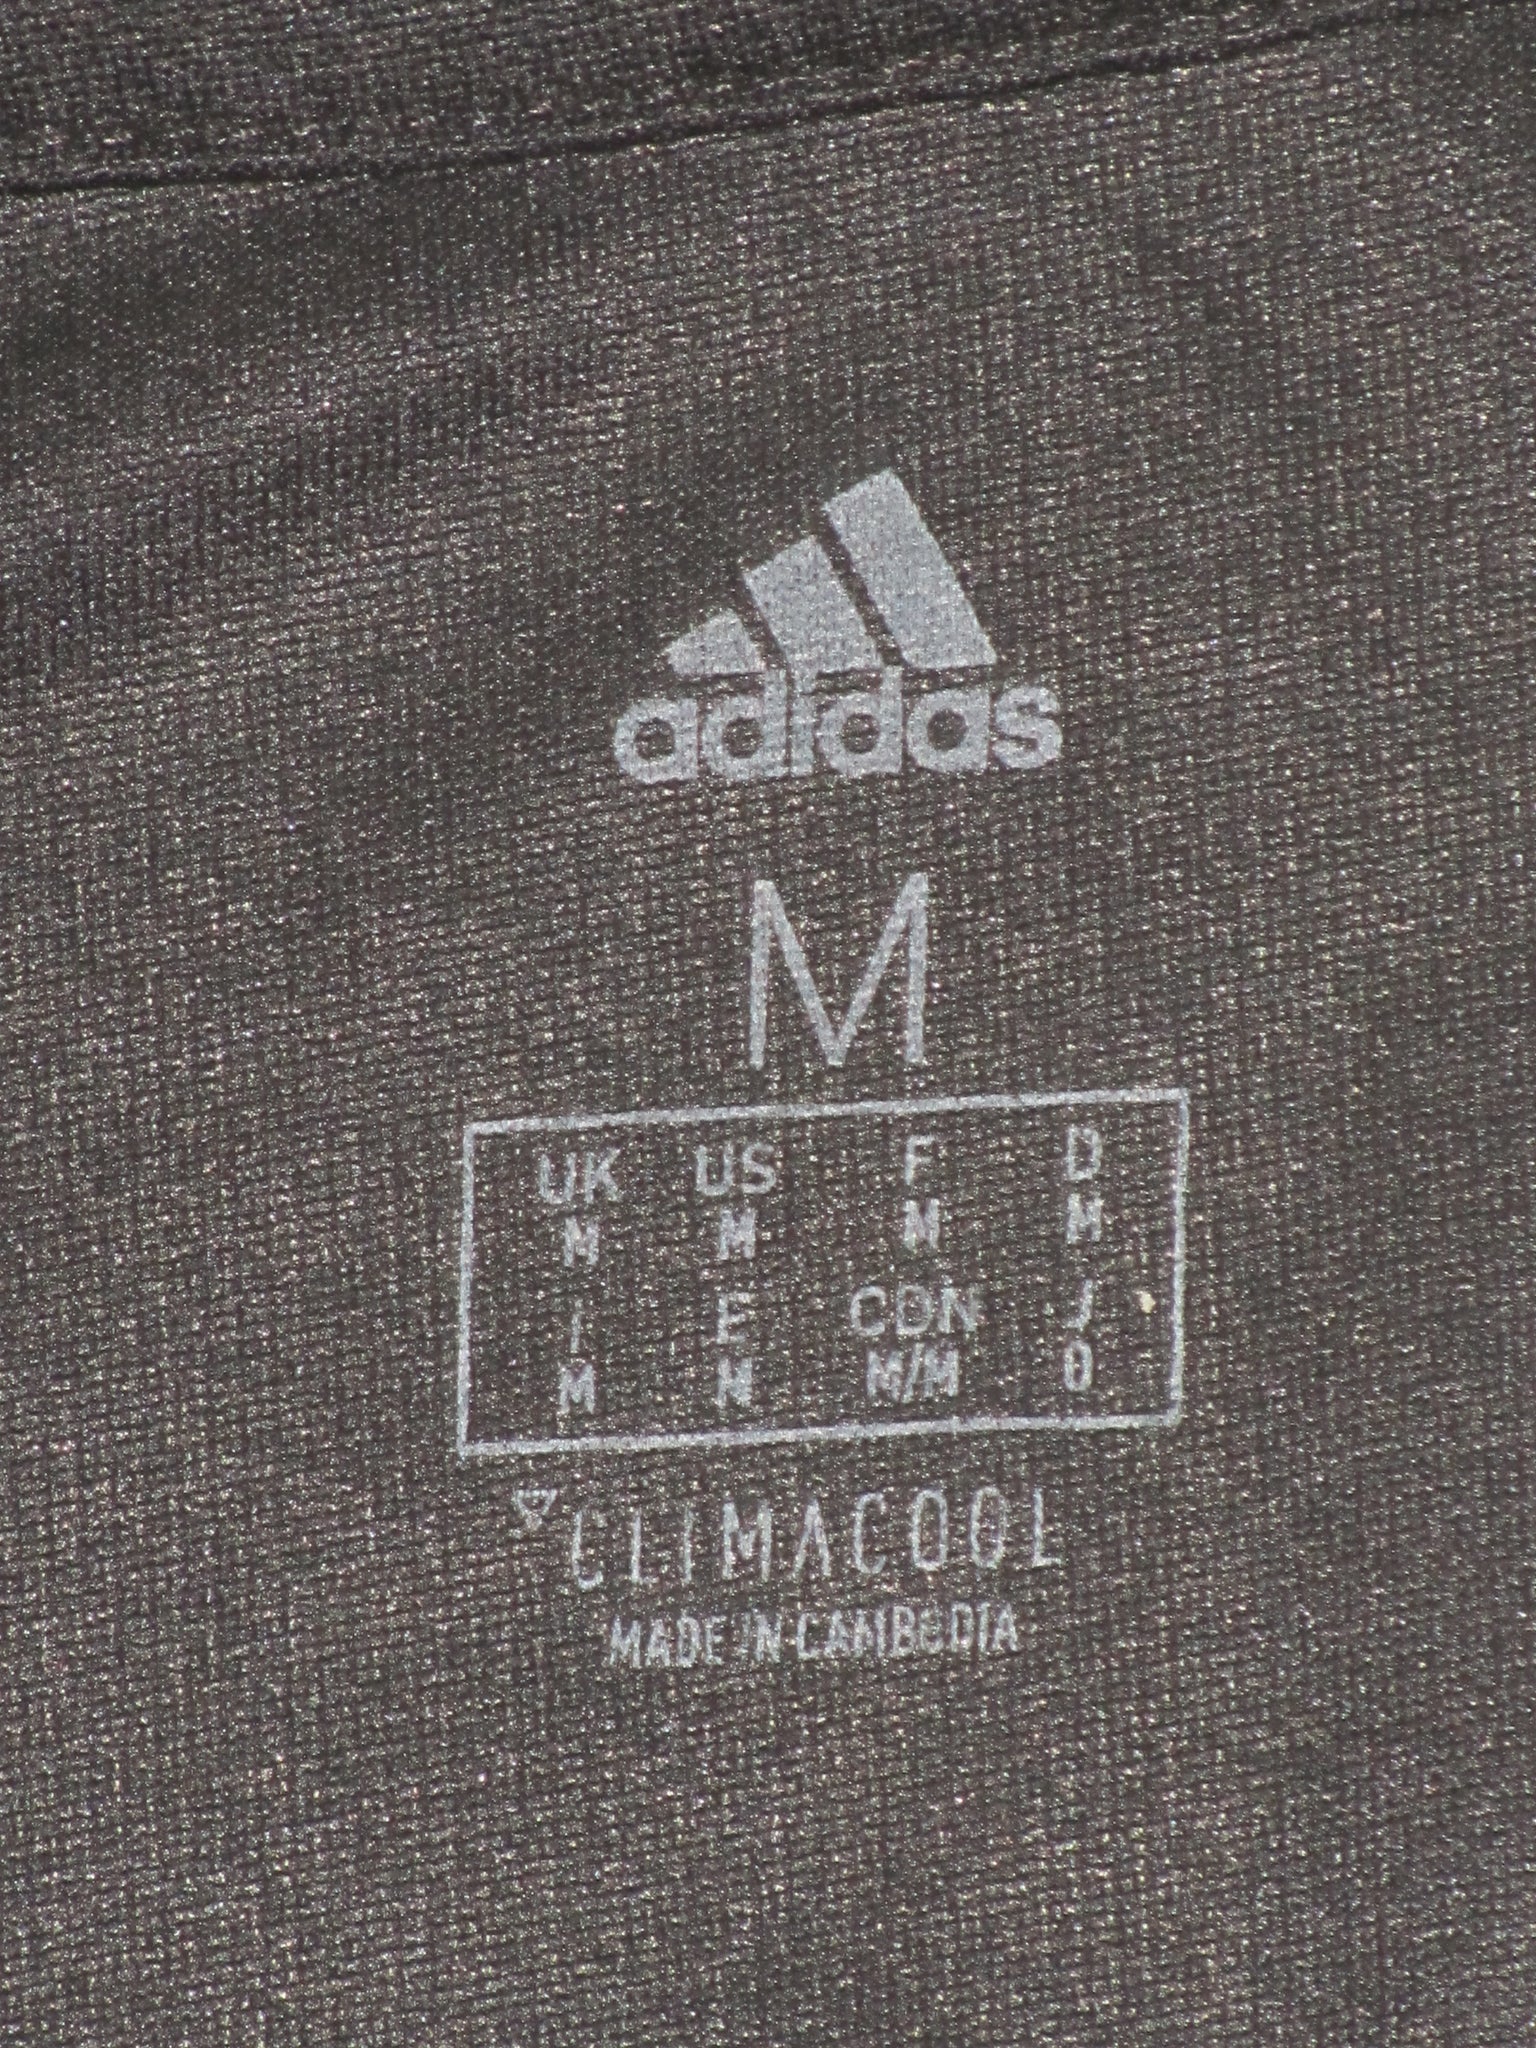 adidas
M
UK US F D
M M M M
I E CDN J
M M M/M O
CLIMACOOL
MADE IN CAMBODIA